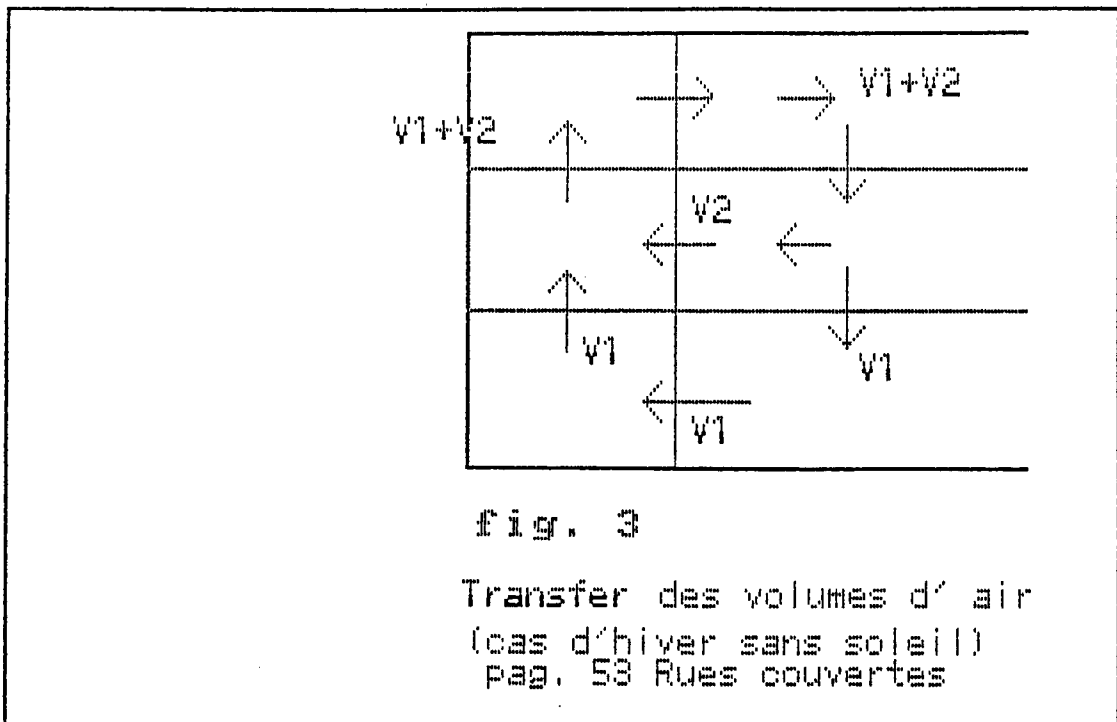 V1+V2
V1+V2
V2
V1
V1
V1
fig. 3
Transfer des volumes d' air
(cas d'hiver sans soleil)
pag. 53 Rues couvertes